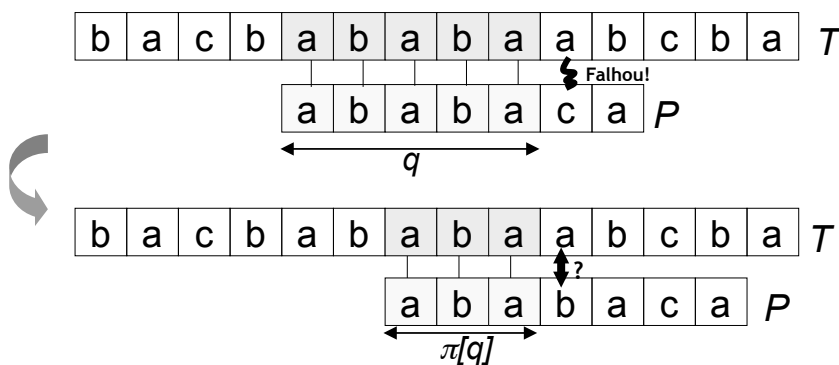 b a c b a b a b a a b c b a T
Falhou!
a b a b a c a P
q
b a c b a b a b a a b c b a T
?
a b a b a c a P
π[q]